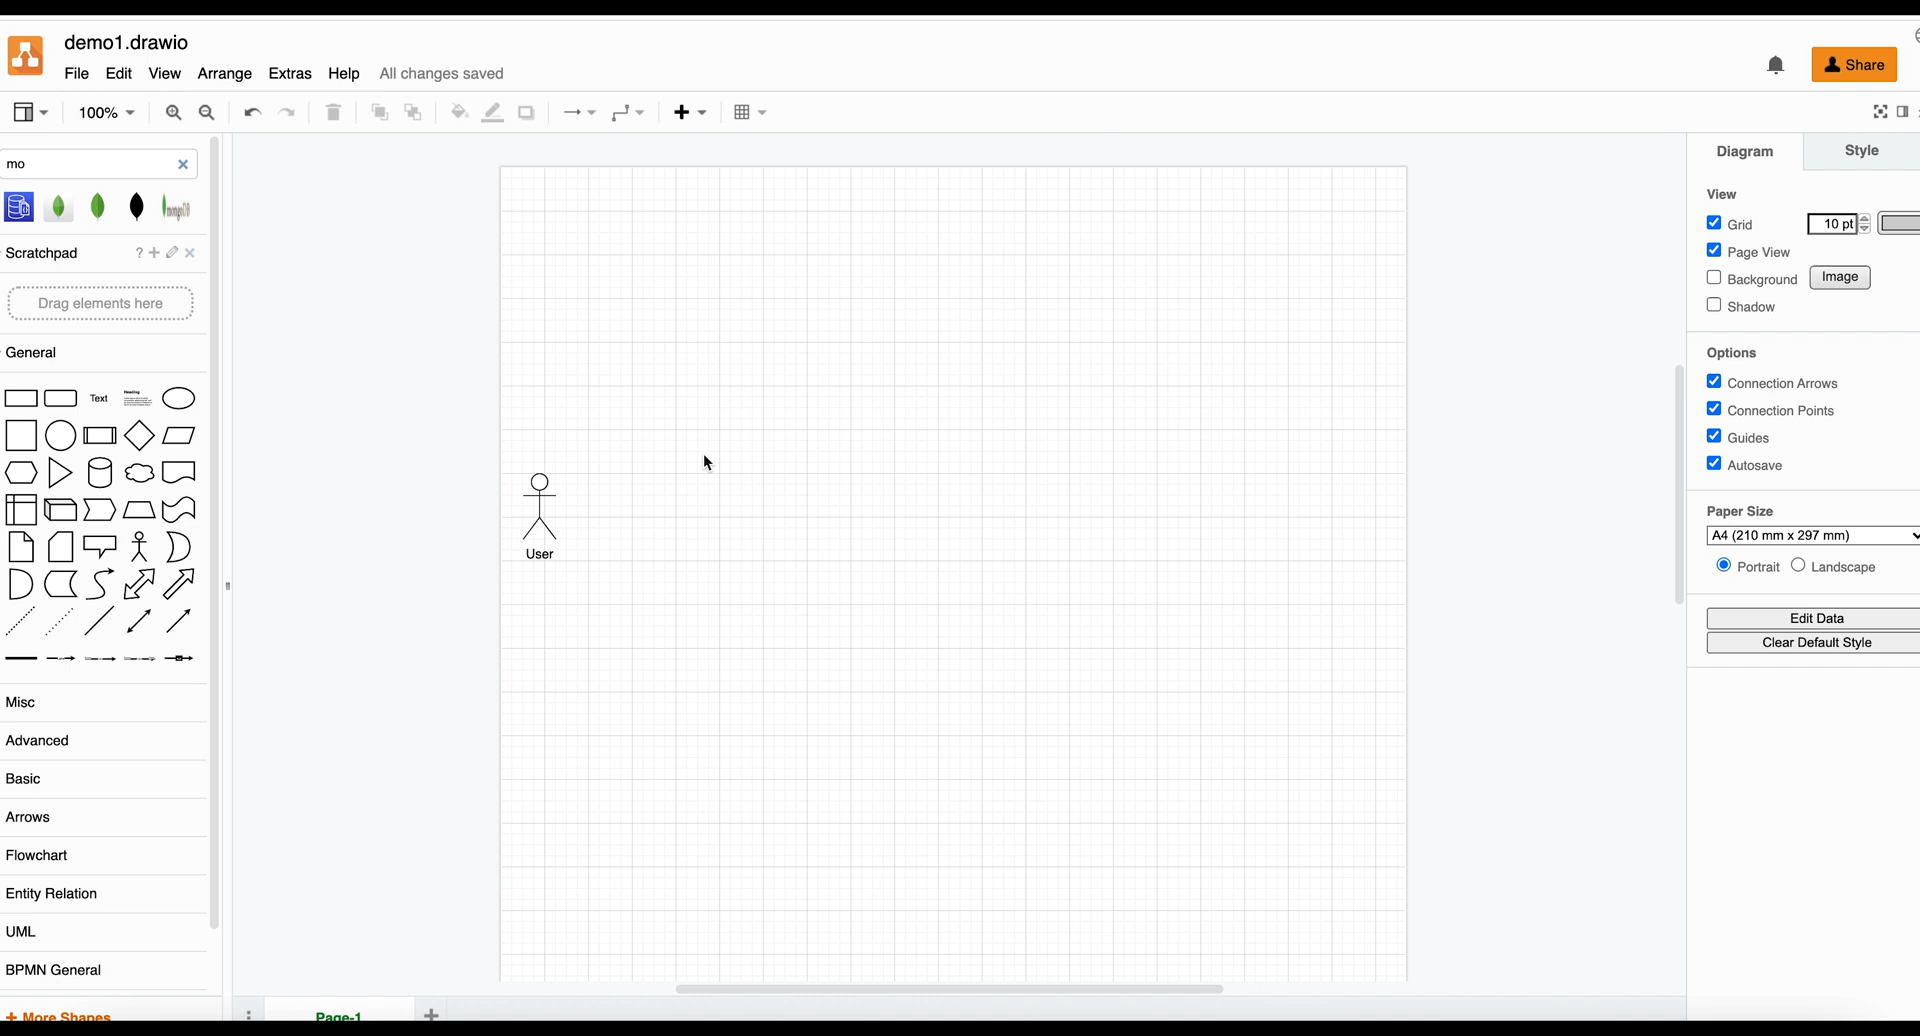 demo1.drawio
File Edit View Arrange Extras Help All changes saved
Share
100%
mo
mongoDB
Scratchpad ?
Drag elements here
General
Text
Heading
Misc
Advanced
Basic
Arrows
Flowchart
Entity Relation
UML
BPMN General
+ More Shapes
User
Page-1
Diagram Style
View
Grid 10 pt
Page View
Background Image
Shadow
Options
Connection Arrows
Connection Points
Guides
Autosave
Paper Size
A4 (210 mm x 297 mm)
Portrait Landscape
Edit Data
Clear Default Style